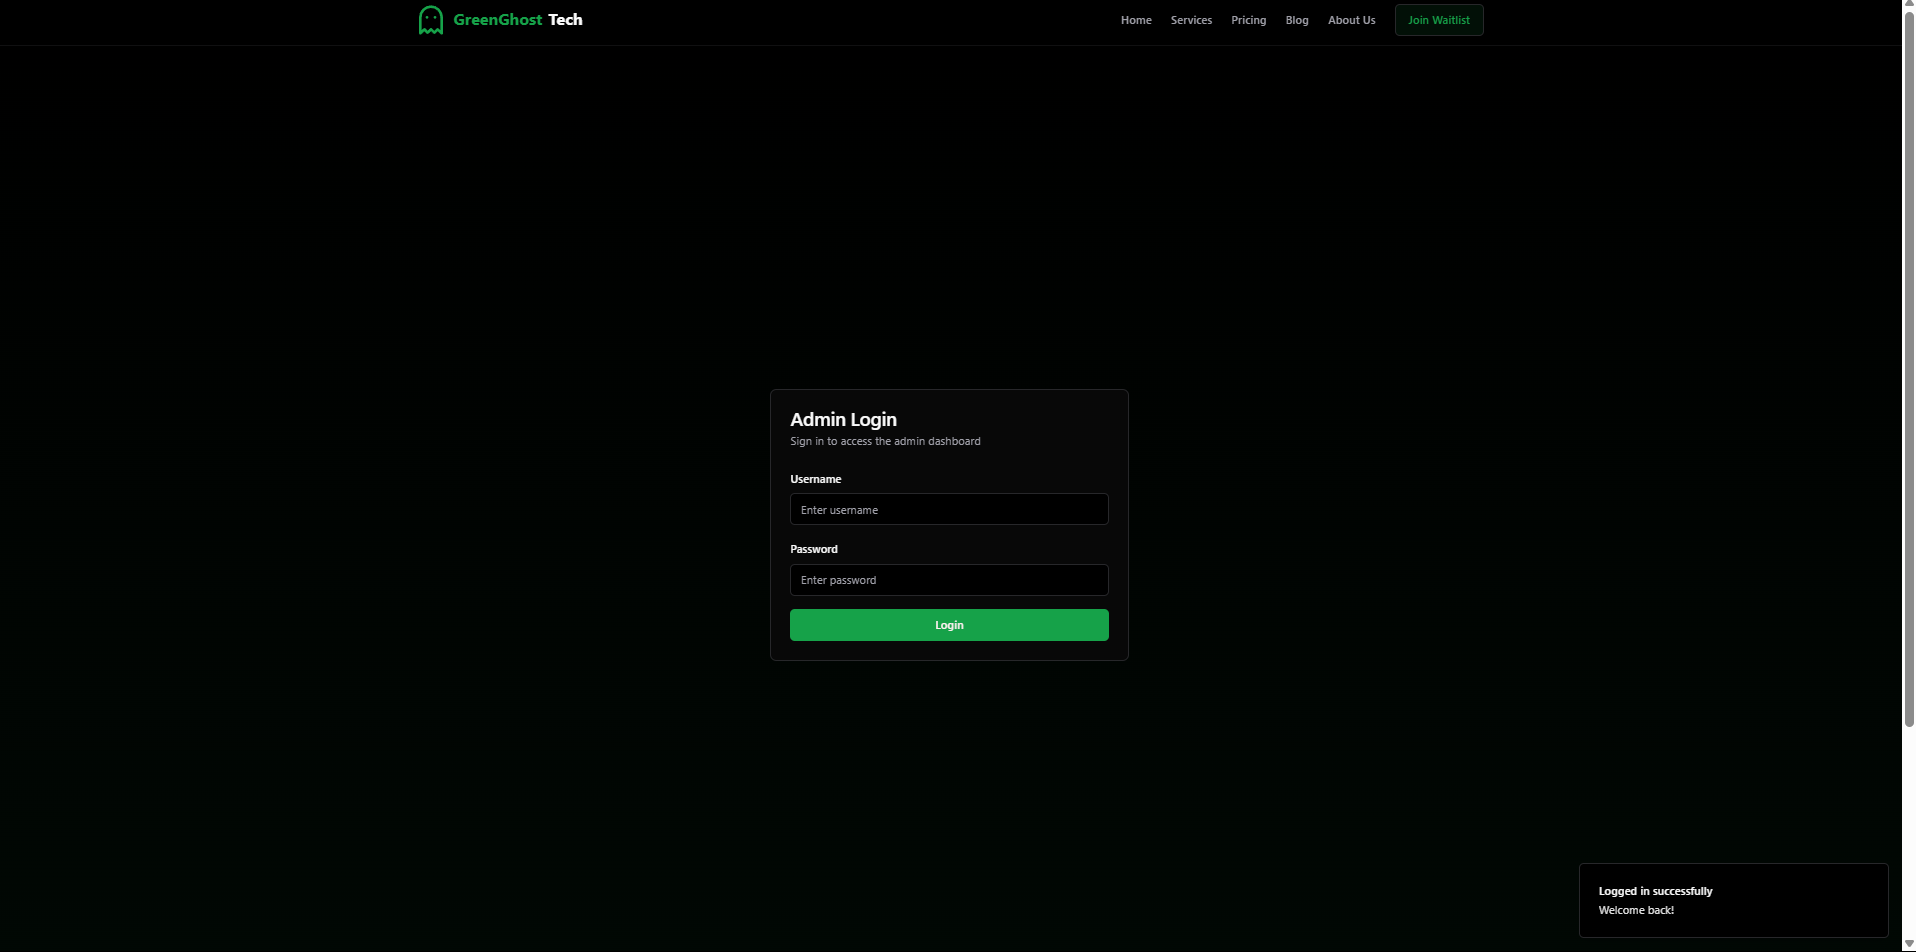 GreenGhost Tech
Home Services Pricing Blog About Us Join Waitlist
Admin Login
Sign in to access the admin dashboard
Username
Enter username
Password
Enter password
Login
Logged in successfully
Welcome back!